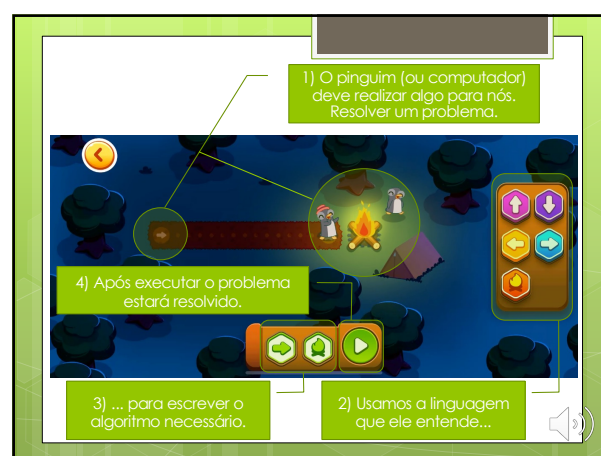 1) O pinguim (ou computador)
deve realizar algo para nós.
Resolver um problema.
4) Após executar o problema
estará resolvido.
3) ... para escrever o
algoritmo necessário.
2) Usamos a linguagem
que ele entende...